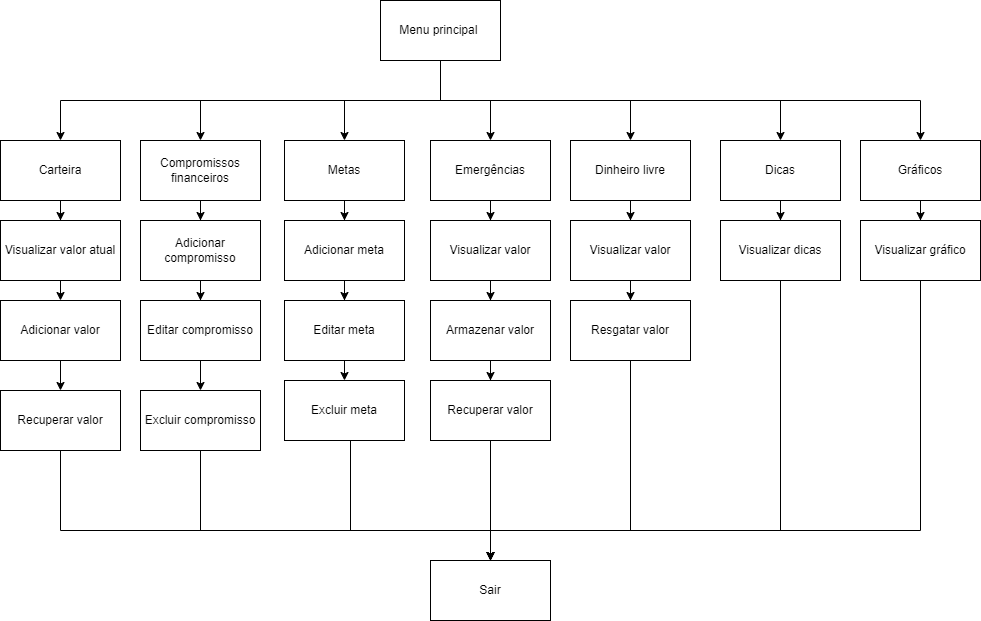 Menu principal
Carteira
Compromissos
financeiros
Metas
Emergências
Dinheiro livre
Dicas
Gráficos
Visualizar valor atual
Adicionar
compromisso
Adicionar meta
Visualizar valor
Visualizar valor
Visualizar dicas
Visualizar gráfico
Adicionar valor
Editar compromisso
Editar meta
Armazenar valor
Resgatar valor
Recuperar valor
Excluir compromisso
Excluir meta
Recuperar valor
Sair